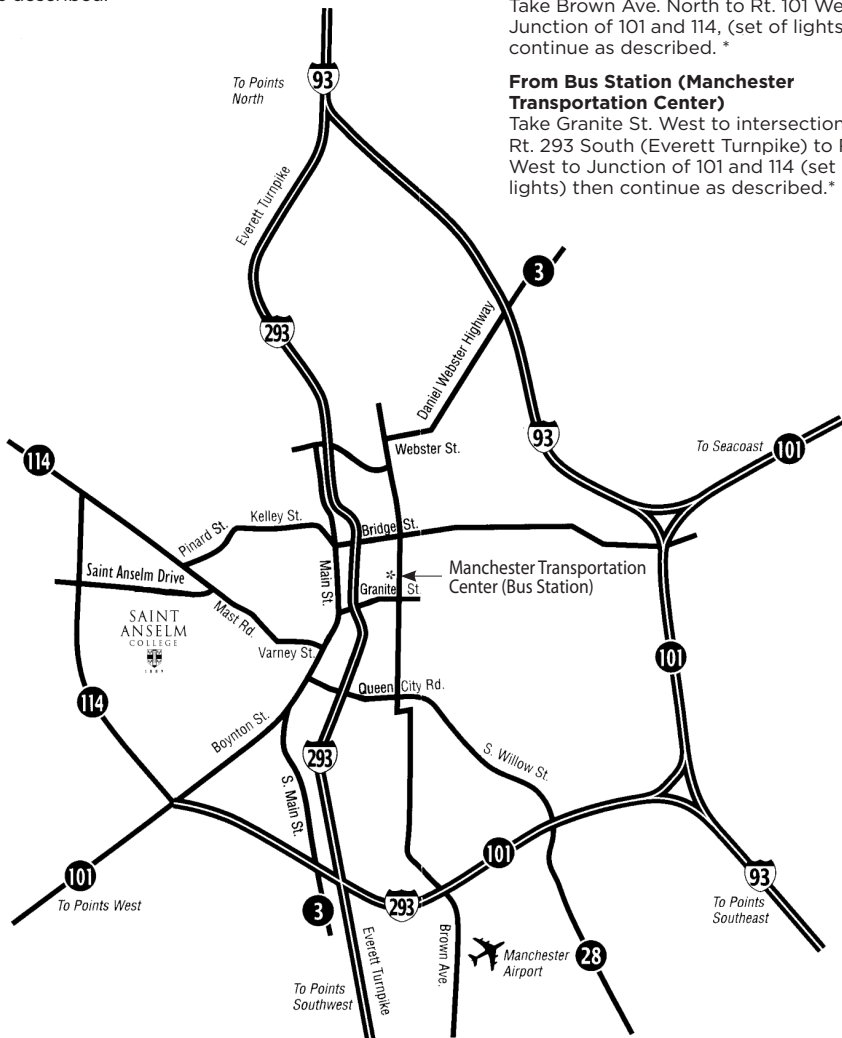 s described.
Take Brown Ave. North to Rt. 101 We
Junction of 101 and 114, (set of lights
continue as described. *
From Bus Station (Manchester
Transportation Center)
Take Granite St. West to intersection
Rt. 293 South (Everett Turnpike) to
West to Junction of 101 and 114 (set
lights) then continue as described.*
To Points
North
93
Everett Turnpike
3
293
Daniel Webster Highway
93
Webster St.
To Seacoast
101
114
Kelley St.
Pinard St.
Bridge St.
Saint Anselm Drive
Main St.
Granite St.
*
Manchester Transportation
Center (Bus Station)
Mast Rd.
SAINT
ANSELM
COLLEGE
1889
Varney St.
101
114
Queen City Rd.
Boynton St.
293
S. Willow St.
S. Main St.
101
101
93
To Points West
3
293
To Points
Southeast
Everett Turnpike
Brown Ave.
Manchester
Airport
28
To Points
Southwest